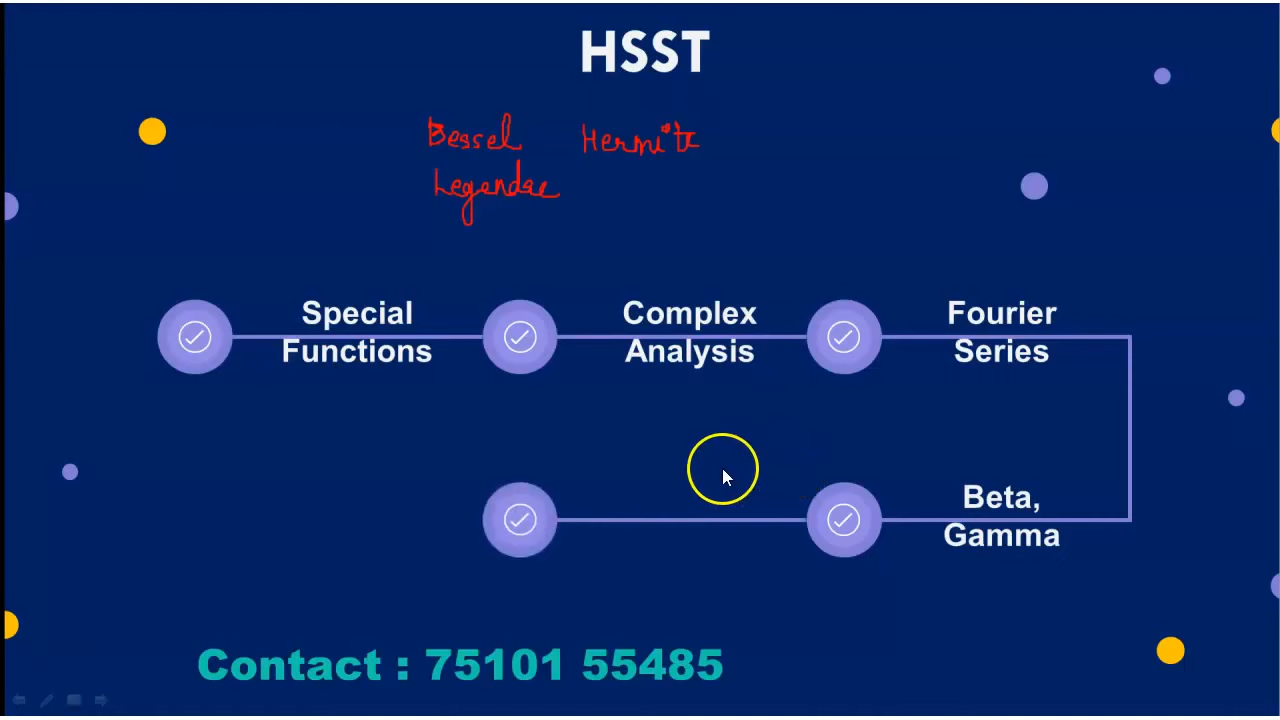 HSST
Bessel Hermite
Legendre
Special
Functions
Complex
Analysis
Fourier
Series
Beta,
Gamma
Contact : 75101 55485